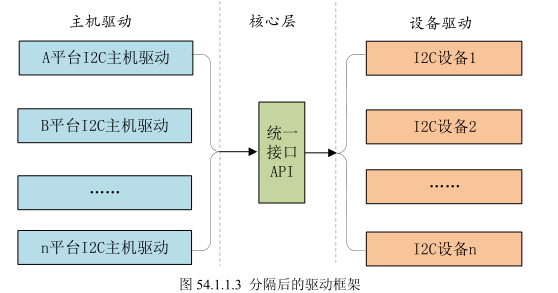 主机驱动
核心层
设备驱动
A平台I2C主机驱动
B平台I2C主机驱动
……
n平台I2C主机驱动
统一
接口
API
I2C设备1
I2C设备2
……
I2C设备n
图 54.1.1.3 分隔后的驱动框架